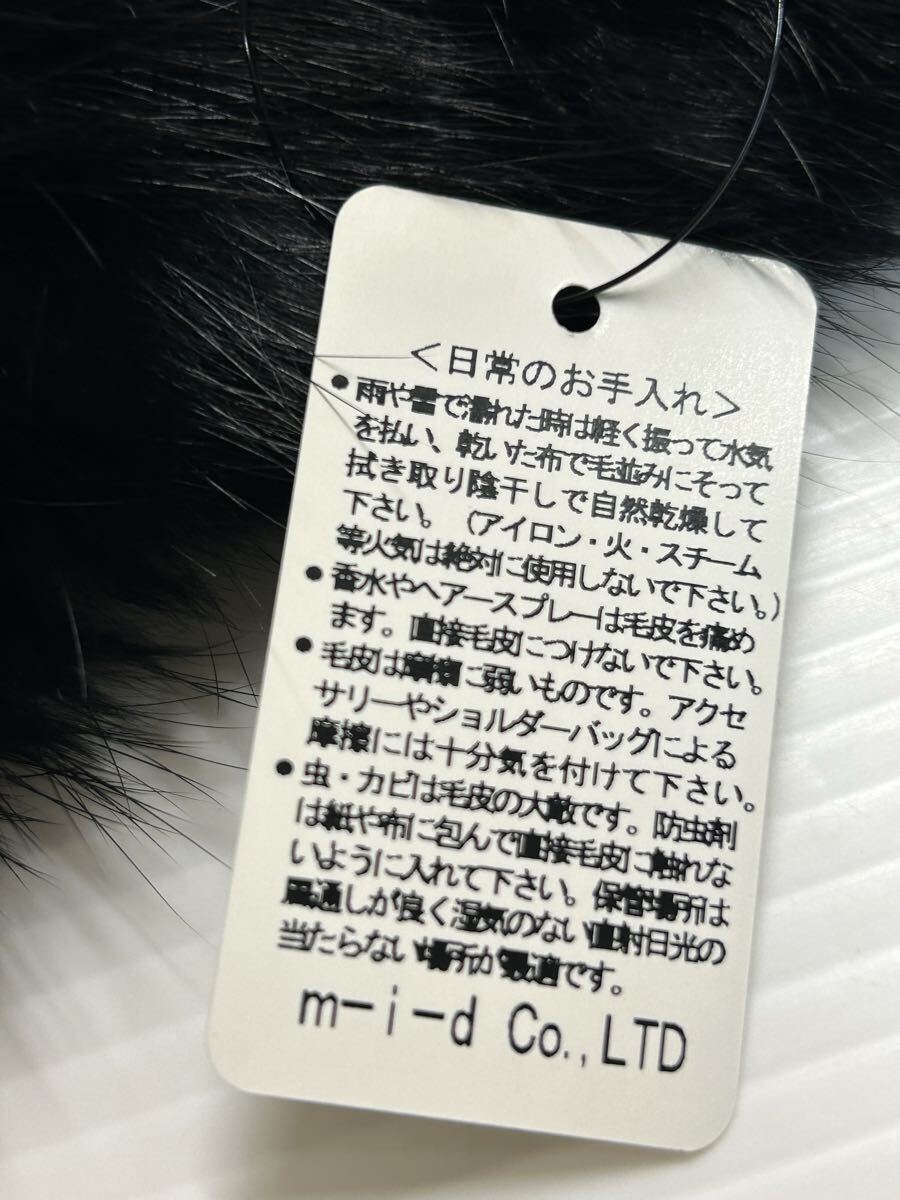 ＜日常のお手入れ＞
●雨や雪で濡れた時は軽く振って水気
を払い、乾いた布で毛並みにそって
拭き取り陰干しで自然乾燥して
下さい。（アイロン・火・スチーム
等火気は絶対に使用しないで下さい。）
●香水やヘアースプレーは毛皮を痛め
ます。直接毛皮につけないで下さい。
●毛皮は摩擦に弱いものです。アクセ
サリーやショルダーバッグによる
摩擦には十分気を付けて下さい。
●虫・カビは毛皮の大敵です。防虫剤
は紙や布に包んで直接毛皮に触れな
いように入れて下さい。保管場所は
風通しが良く湿気のない直射日光の
当たらない場所が最適です。
m-i-d Co.,LTD